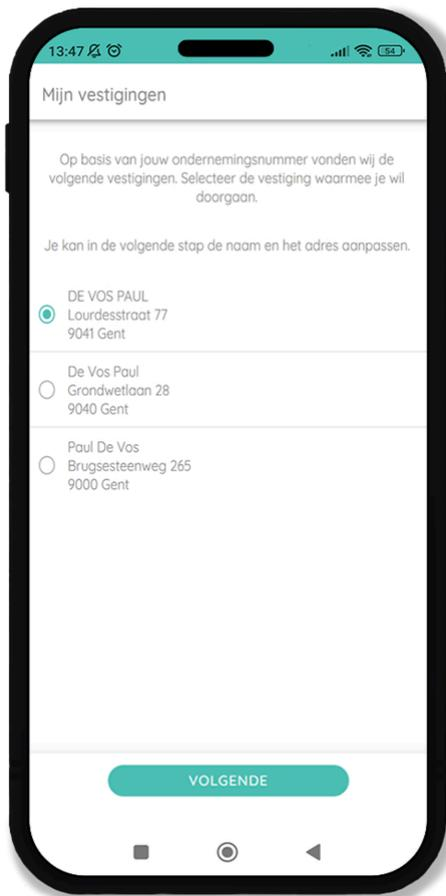 13:47
54
Mijn vestigingen
Op basis van jouw ondernemingsnummer vonden wij de
volgende vestigingen. Selecteer de vestiging waarmee je wil
doorgaan.
Je kan in de volgende stap de naam en het adres aanpassen.
DE VOS PAUL
Lourdesstraat 77
9041 Gent
De Vos Paul
Grondwetlaan 28
9040 Gent
Paul De Vos
Brugsesteenweg 265
9000 Gent
VOLGENDE